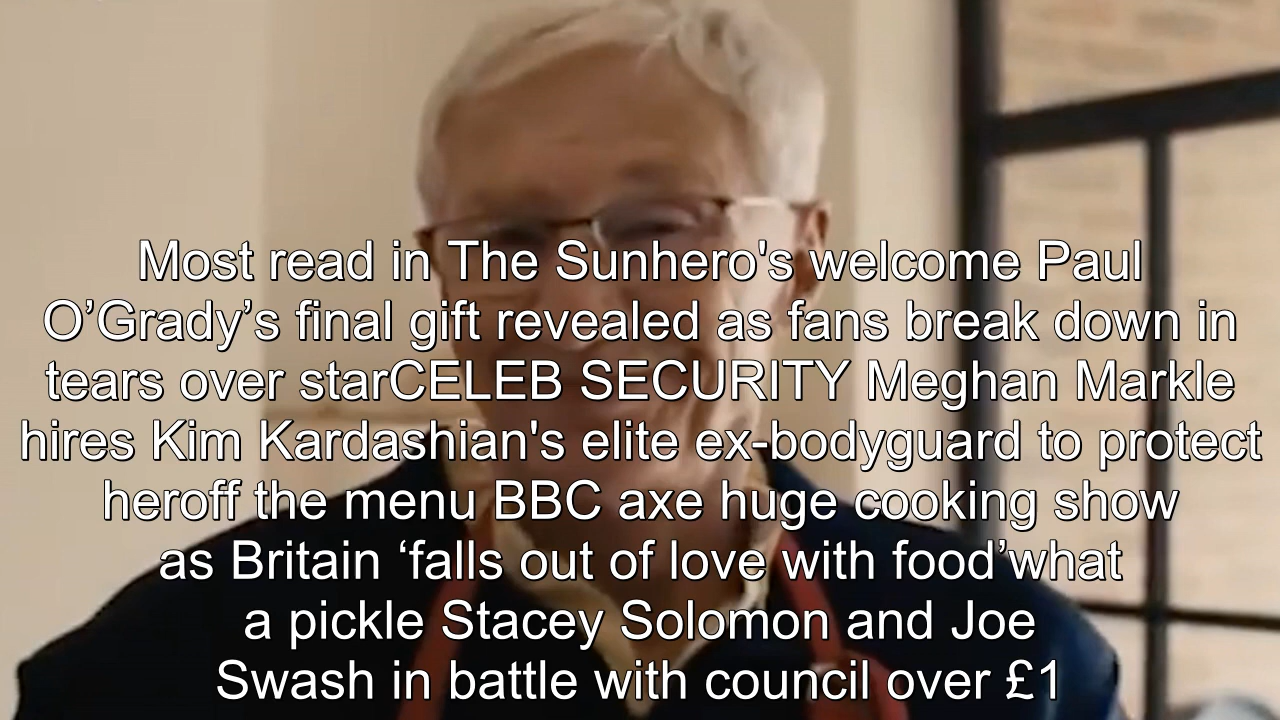 Most read in The Sunhero's welcome Paul
O’Grady’s final gift revealed as fans break down in
tears over starCELEB SECURITY Meghan Markle
hires Kim Kardashian's elite ex-bodyguard to protect
heroff the menu BBC axe huge cooking show
as Britain ‘falls out of love with food’what
a pickle Stacey Solomon and Joe
Swash in battle with council over £1